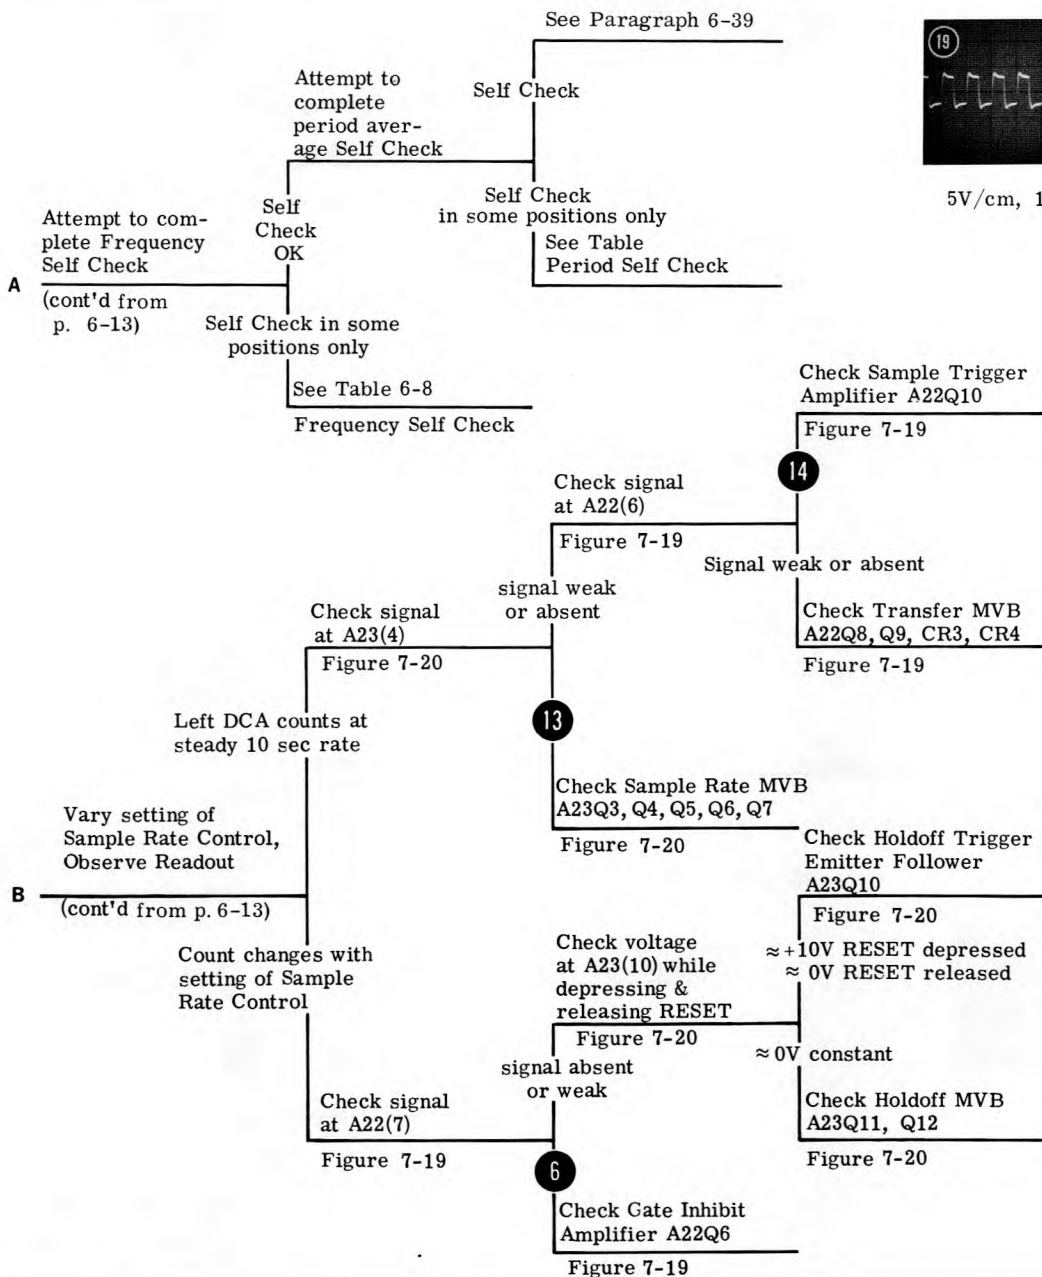 See Paragraph 6-39
Self Check
Attempt to
complete
period aver-
age Self Check
Self Check
in some positions only
See Table
Period Self Check
Self
Check
OK
Attempt to com-
plete Frequency
Self Check
A
(cont'd from
p. 6-13)
Self Check in some
positions only
See Table 6-8
Frequency Self Check
19
5V/cm, 1
Check Sample Trigger
Amplifier A22Q10
Figure 7-19
14
Check signal
at A22(6)
Figure 7-19
Signal weak or absent
Check Transfer MVB
A22Q8, Q9, CR3, CR4
Figure 7-19
signal weak
or absent
Check signal
at A23(4)
Figure 7-20
13
Left DCA counts at
steady 10 sec rate
Check Sample Rate MVB
A23Q3, Q4, Q5, Q6, Q7
Figure 7-20
Vary setting of
Sample Rate Control,
Observe Readout
B
(cont'd from p. 6-13)
Check Holdoff Trigger
Emitter Follower
A23Q10
Figure 7-20
≈ +10V RESET depressed
≈ 0V RESET released
Check voltage
at A23(10) while
depressing &
releasing RESET
Figure 7-20
Count changes with
setting of Sample
Rate Control
≈ 0V constant
signal absent
or weak
Check Holdoff MVB
A23Q11, Q12
Figure 7-20
Check signal
at A22(7)
Figure 7-19
6
Check Gate Inhibit
Amplifier A22Q6
Figure 7-19